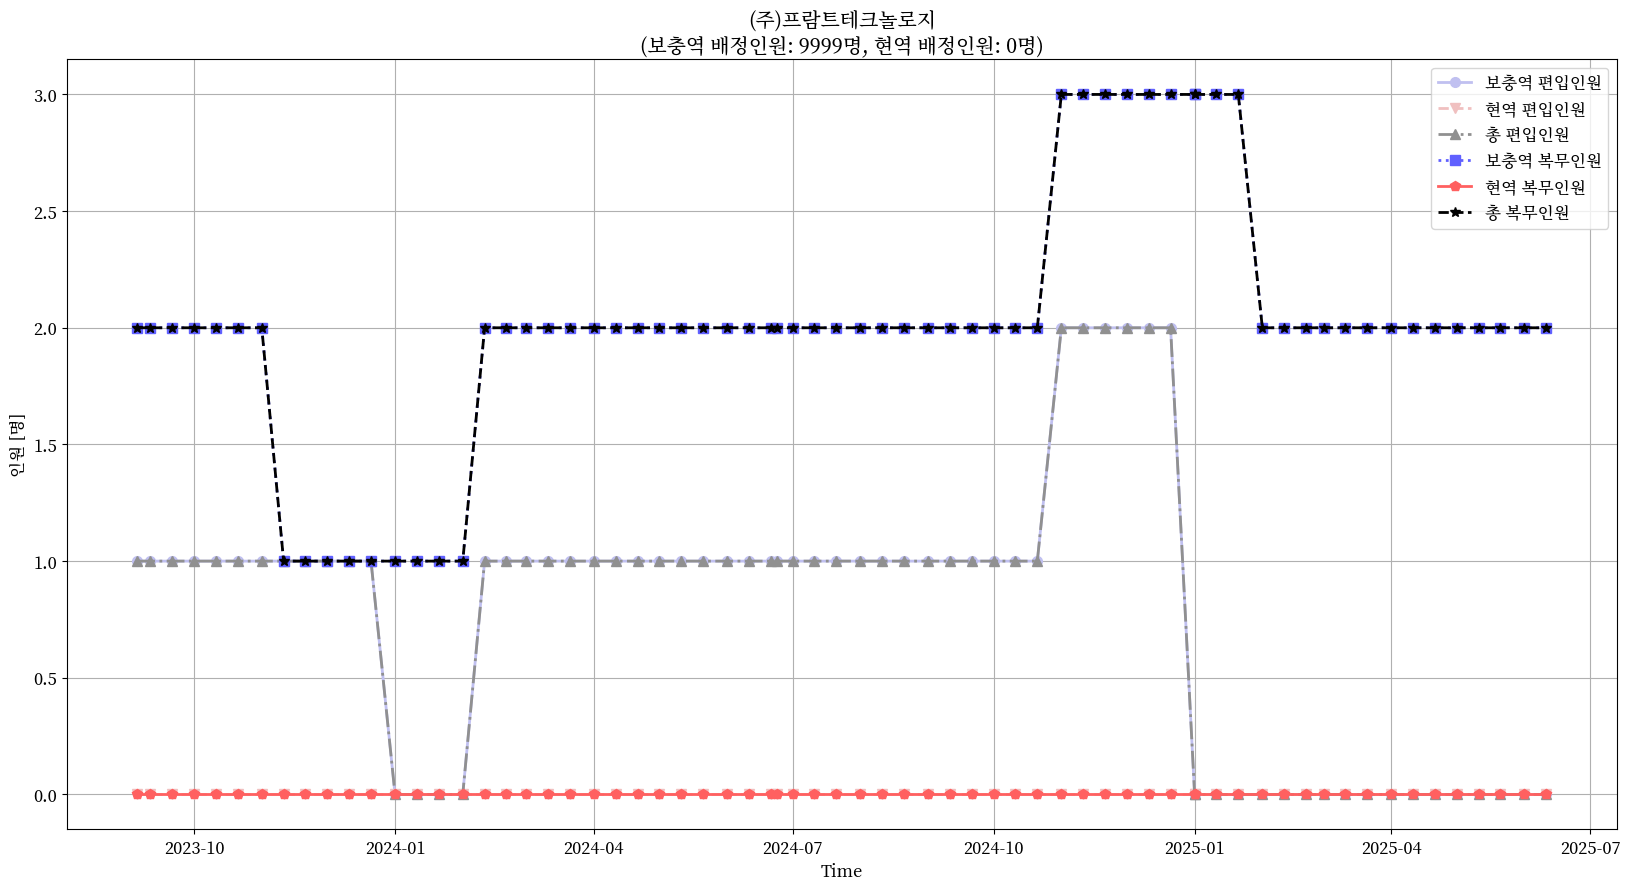 (주)프람트테크놀로지
(보충역 배정인원: 9999명, 현역 배정인원: 0명)
보충역 편입인원
현역 편입인원
총 편입인원
보충역 복무인원
현역 복무인원
총 복무인원
인원 [명]
3.0
2.5
2.0
1.5
1.0
0.5
0.0
2023-10
2024-01
2024-04
2024-07
2024-10
2025-01
2025-04
2025-07
Time